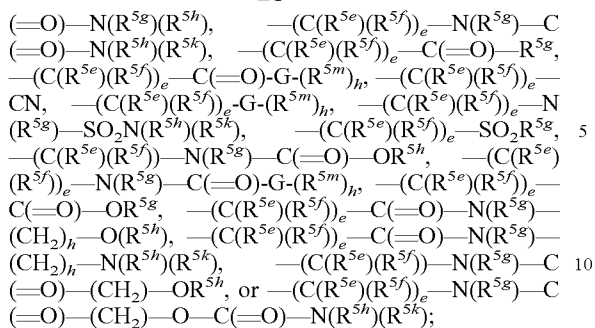 (=O)—N(R^{5g})(R^{5h}), —(C(R^{5e})(R^{5f}))_e—N(R^{5g})—C
(=O)—N(R^{5h})(R^{5k}), —(C(R^{5e})(R^{5f}))_e—C(=O)—R^{5g},
—(C(R^{5e})(R^{5f}))_e—C(=O)-G-(R^{5m})_h, —(C(R^{5e})(R^{5f}))_e—
CN, —(C(R^{5e})(R^{5f}))_e-G-(R^{5m})_h, —(C(R^{5e})(R^{5f}))_e—N
(R^{5g})—SO_2N(R^{5h})(R^{5k}), —(C(R^{5e})(R^{5f}))_e—SO_2R^{5g}, 5
—(C(R^{5e})(R^{5f})—N(R^{5g})—C(=O)—OR^{5h}, —(C(R^{5e})
(R^{5f}))_e—N(R^{5g})—C(=O)-G-(R^{5m})_h, —(C(R^{5e})(R^{5f}))_e—
C(=O)—OR^{5g}, —(C(R^{5e})(R^{5f}))_e—C(=O)—N(R^{5g})—
(CH_2)_h—O(R^{5h}), —(C(R^{5e})(R^{5f}))_e—C(=O)—N(R^{5g})—
(CH_2)_h—N(R^{5h})(R^{5k}), —(C(R^{5e})(R^{5f}))—N(R^{5g})—C 10
(=O)—(CH_2)—OR^{5h}, or —(C(R^{5e})(R^{5f}))_e—N(R^{5g})—C
(=O)—(CH_2)—O—C(=O)—N(R^{5h})(R^{5k});